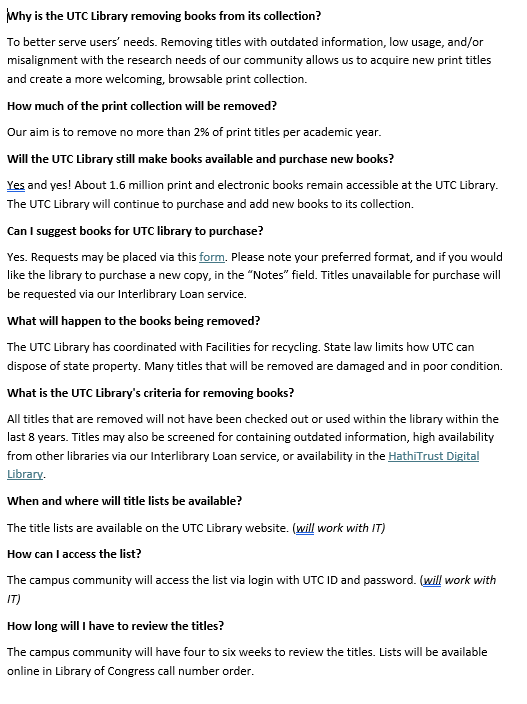 Why is the UTC Library removing books from its collection?
To better serve users’ needs. Removing titles with outdated information, low usage, and/or
misalignment with the research needs of our community allows us to acquire new print titles
and create a more welcoming, browsable print collection.
How much of the print collection will be removed?
Our aim is to remove no more than 2% of print titles per academic year.
Will the UTC Library still make books available and purchase new books?
Yes and yes! About 1.6 million print and electronic books remain accessible at the UTC Library.
The UTC Library will continue to purchase and add new books to its collection.
Can I suggest books for UTC library to purchase?
Yes. Requests may be placed via this form. Please note your preferred format, and if you would
like the library to purchase a new copy, in the “Notes” field. Titles unavailable for purchase will
be requested via our Interlibrary Loan service.
What will happen to the books being removed?
The UTC Library has coordinated with Facilities for recycling. State law limits how UTC can
dispose of state property. Many titles that will be removed are damaged and in poor condition.
What is the UTC Library's criteria for removing books?
All titles that are removed will not have been checked out or used within the library within the
last 8 years. Titles may also be screened for containing outdated information, high availability
from other libraries via our Interlibrary Loan service, or availability in the HathiTrust Digital
Library.
When and where will title lists be available?
The title lists are available on the UTC Library website. (will work with IT)
How can I access the list?
The campus community will access the list via login with UTC ID and password. (will work with
IT)
How long will I have to review the titles?
The campus community will have four to six weeks to review the titles. Lists will be available
online in Library of Congress call number order.